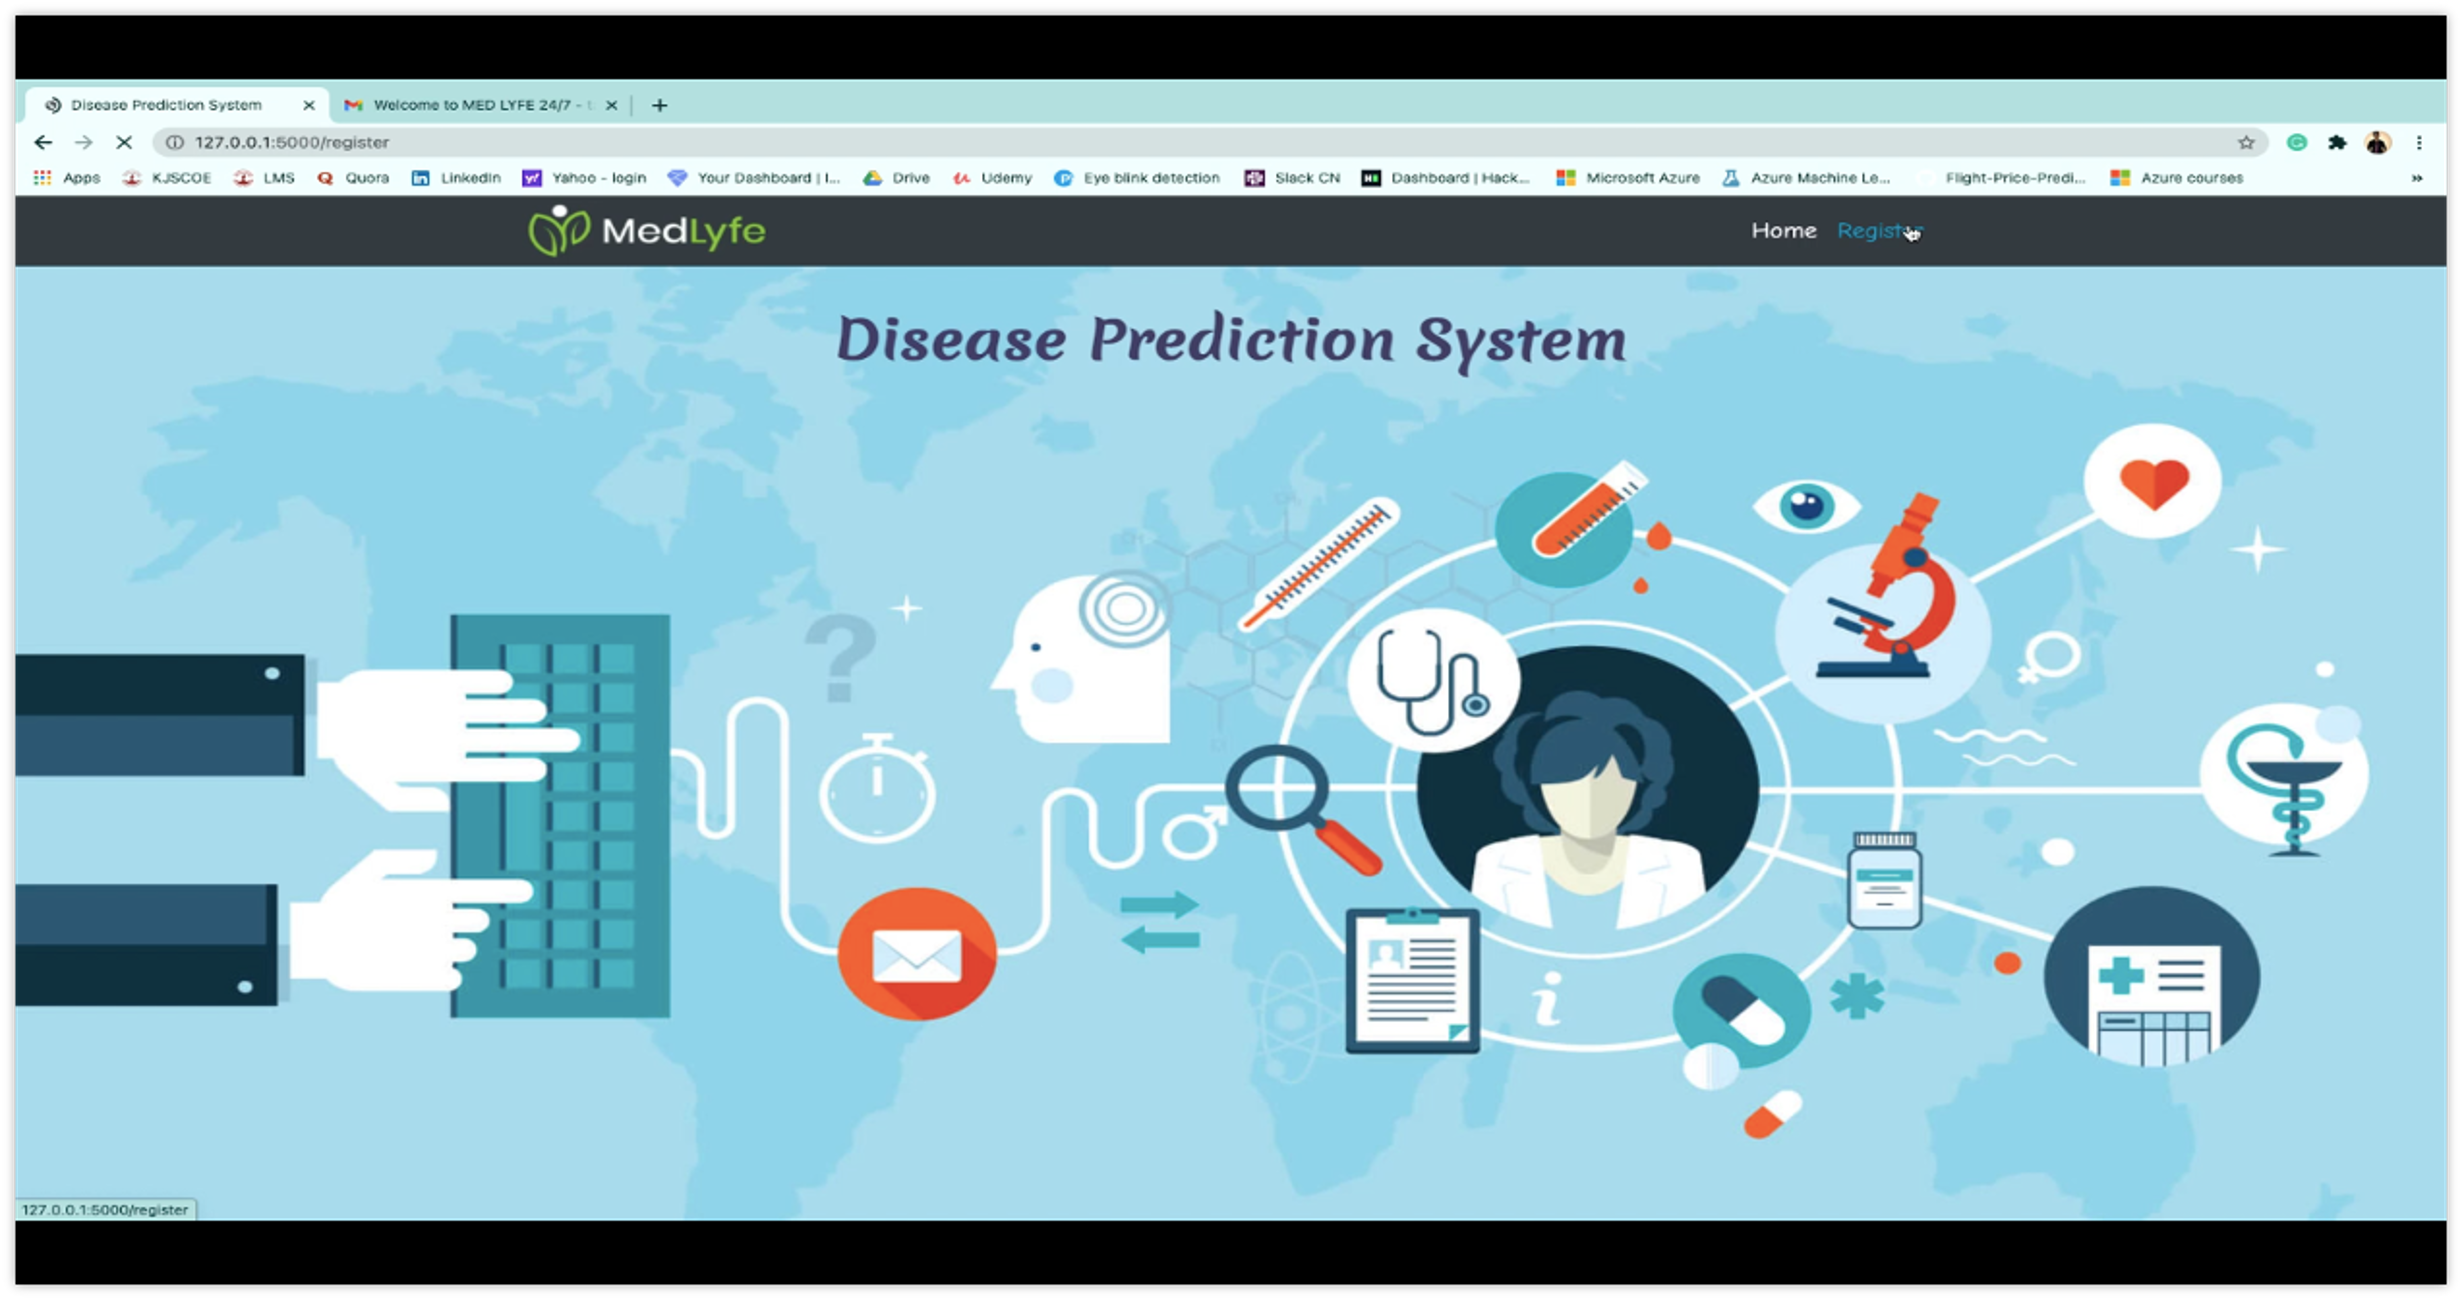 Disease Prediction System
Welcome to MED LYFE 24/7 -
127.0.0.1:5000/register
Apps KJSCOE LMS Quora LinkedIn Yahoo - login Your Dashboard | I... Drive Udemy Eye blink detection Slack CN Dashboard | Hack... Microsoft Azure Azure Machine Le... Flight-Price-Predi... Azure courses »
MedLyfe Home Register
Disease Prediction System
?
i
127.0.0.1:5000/register